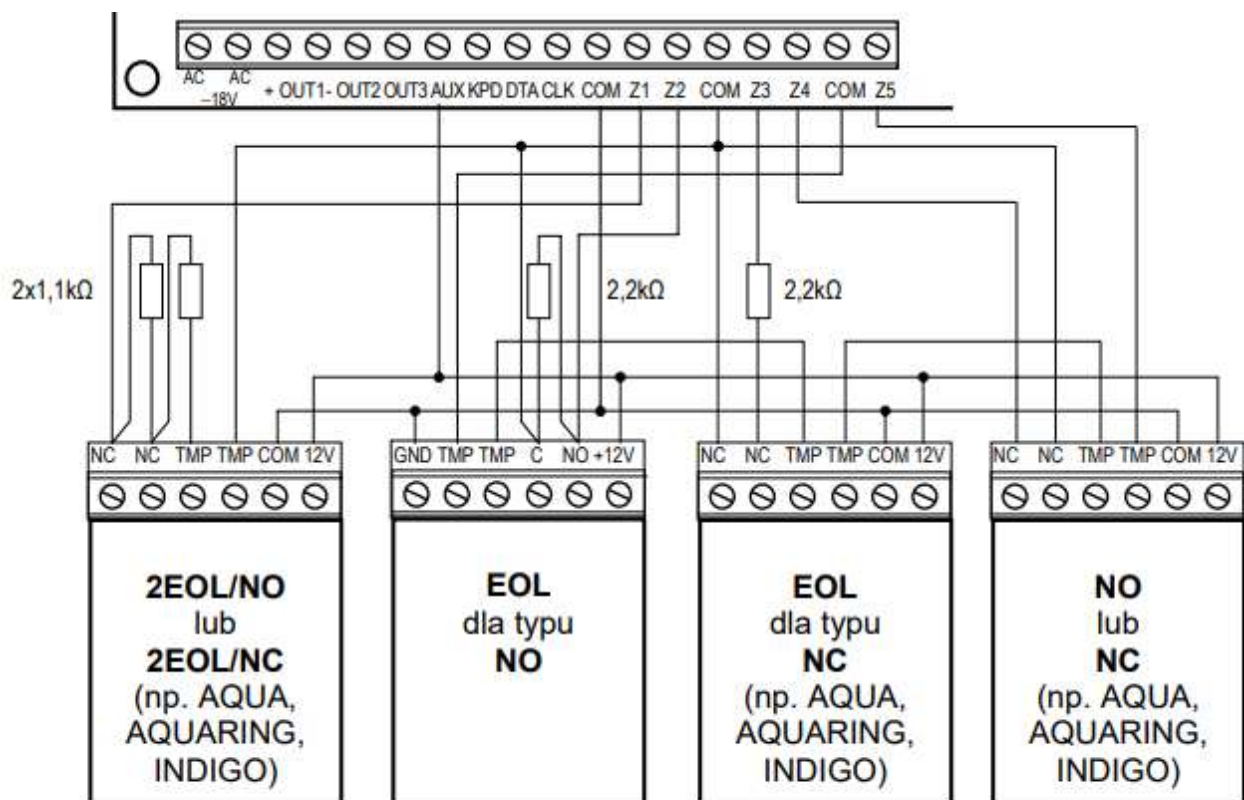 AC AC
~18V
+ OUT1- OUT2 OUT3 AUX KPD DTA CLK COM Z1 Z2 COM Z3 Z4 COM Z5
2x1,1kΩ
2,2kΩ
2,2kΩ
NC NC TMP TMP COM 12V
GND TMP TMP C NO +12V
NC NC TMP TMP COM 12V
NC NC TMP TMP COM 12V
2EOL/NO
lub
2EOL/NC
(np. AQUA,
AQUARING,
INDIGO)
EOL
dla typu
NO
EOL
dla typu
NC
(np. AQUA,
AQUARING,
INDIGO)
NO
lub
NC
(np. AQUA,
AQUARING,
INDIGO)